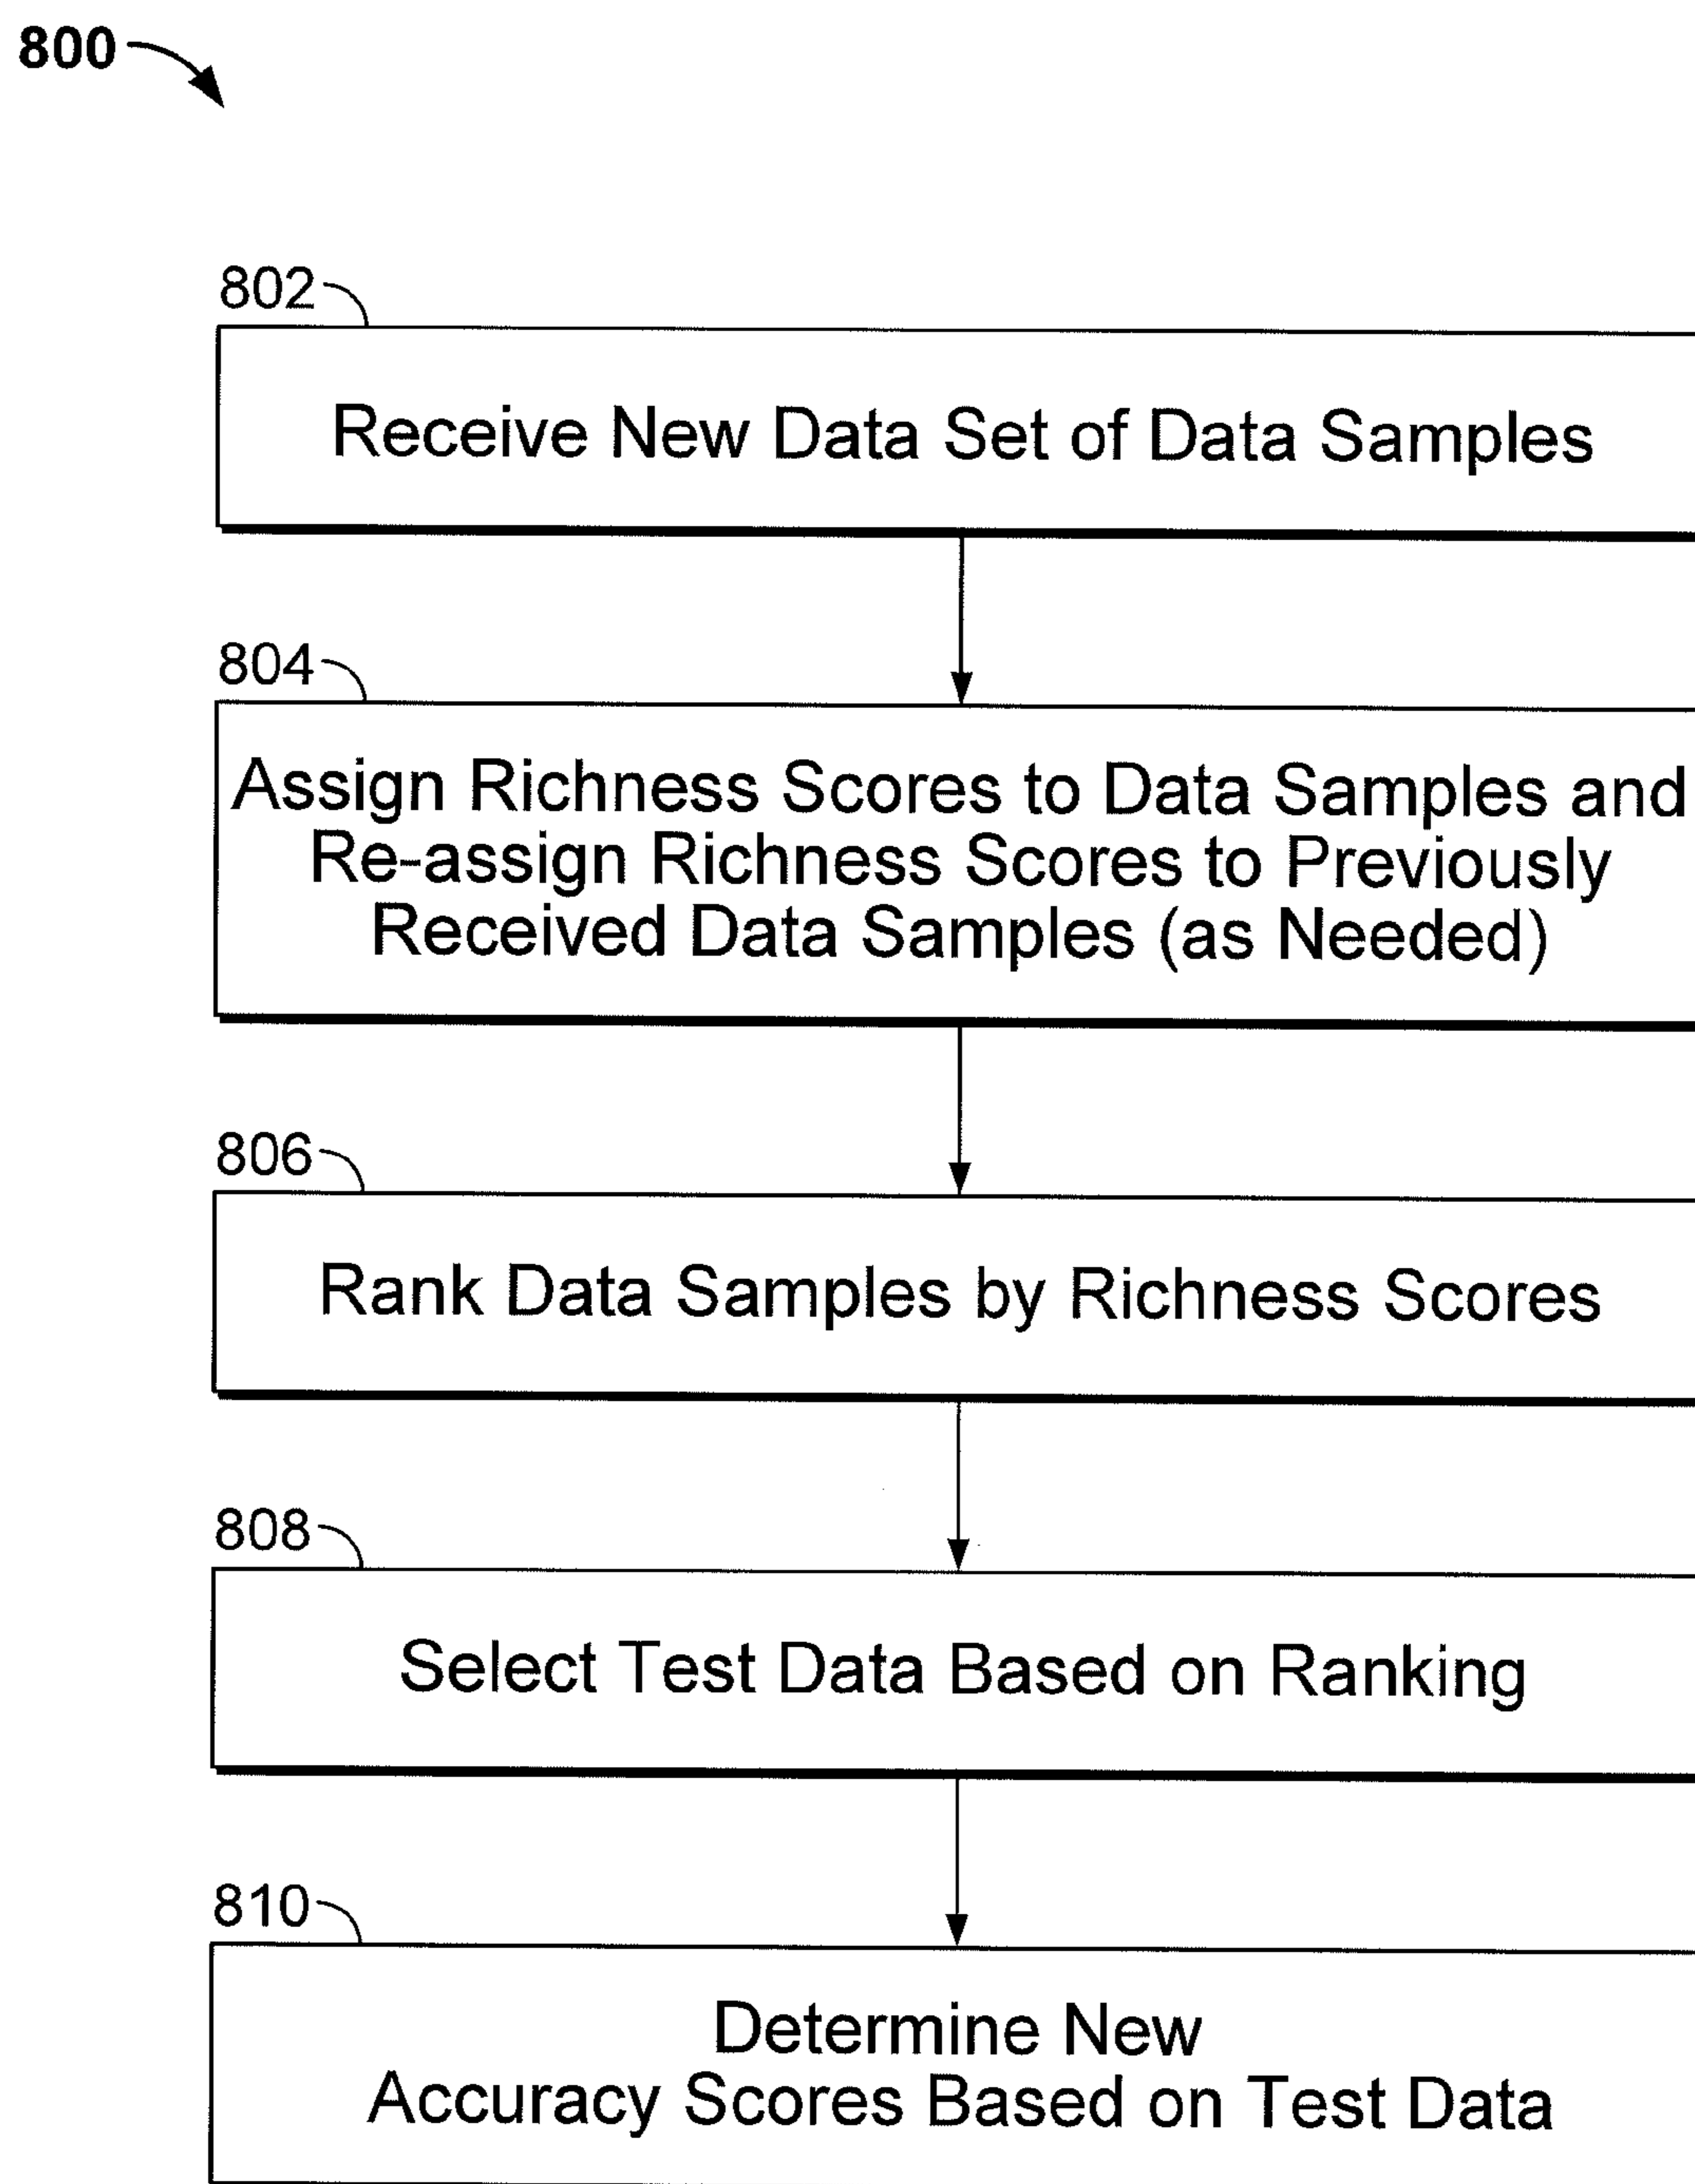 800
802
Receive New Data Set of Data Samples
804
Assign Richness Scores to Data Samples and
Re-assign Richness Scores to Previously
Received Data Samples (as Needed)
806
Rank Data Samples by Richness Scores
808
Select Test Data Based on Ranking
810
Determine New
Accuracy Scores Based on Test Data